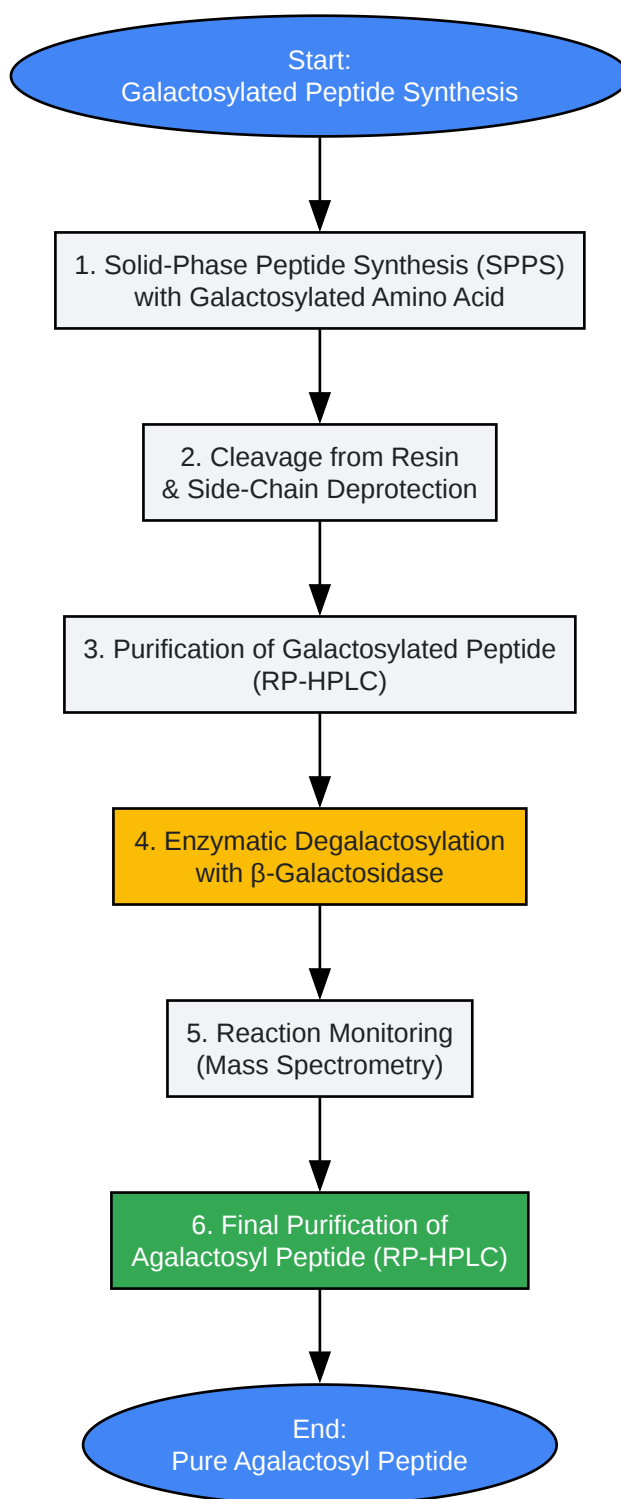 Start:
Galactosylated Peptide Synthesis
1. Solid-Phase Peptide Synthesis (SPPS)
with Galactosylated Amino Acid
2. Cleavage from Resin
& Side-Chain Deprotection
3. Purification of Galactosylated Peptide
(RP-HPLC)
4. Enzymatic Degalactosylation
with β-Galactosidase
5. Reaction Monitoring
(Mass Spectrometry)
6. Final Purification of
Agalactosyl Peptide (RP-HPLC)
End:
Pure Agalactosyl Peptide